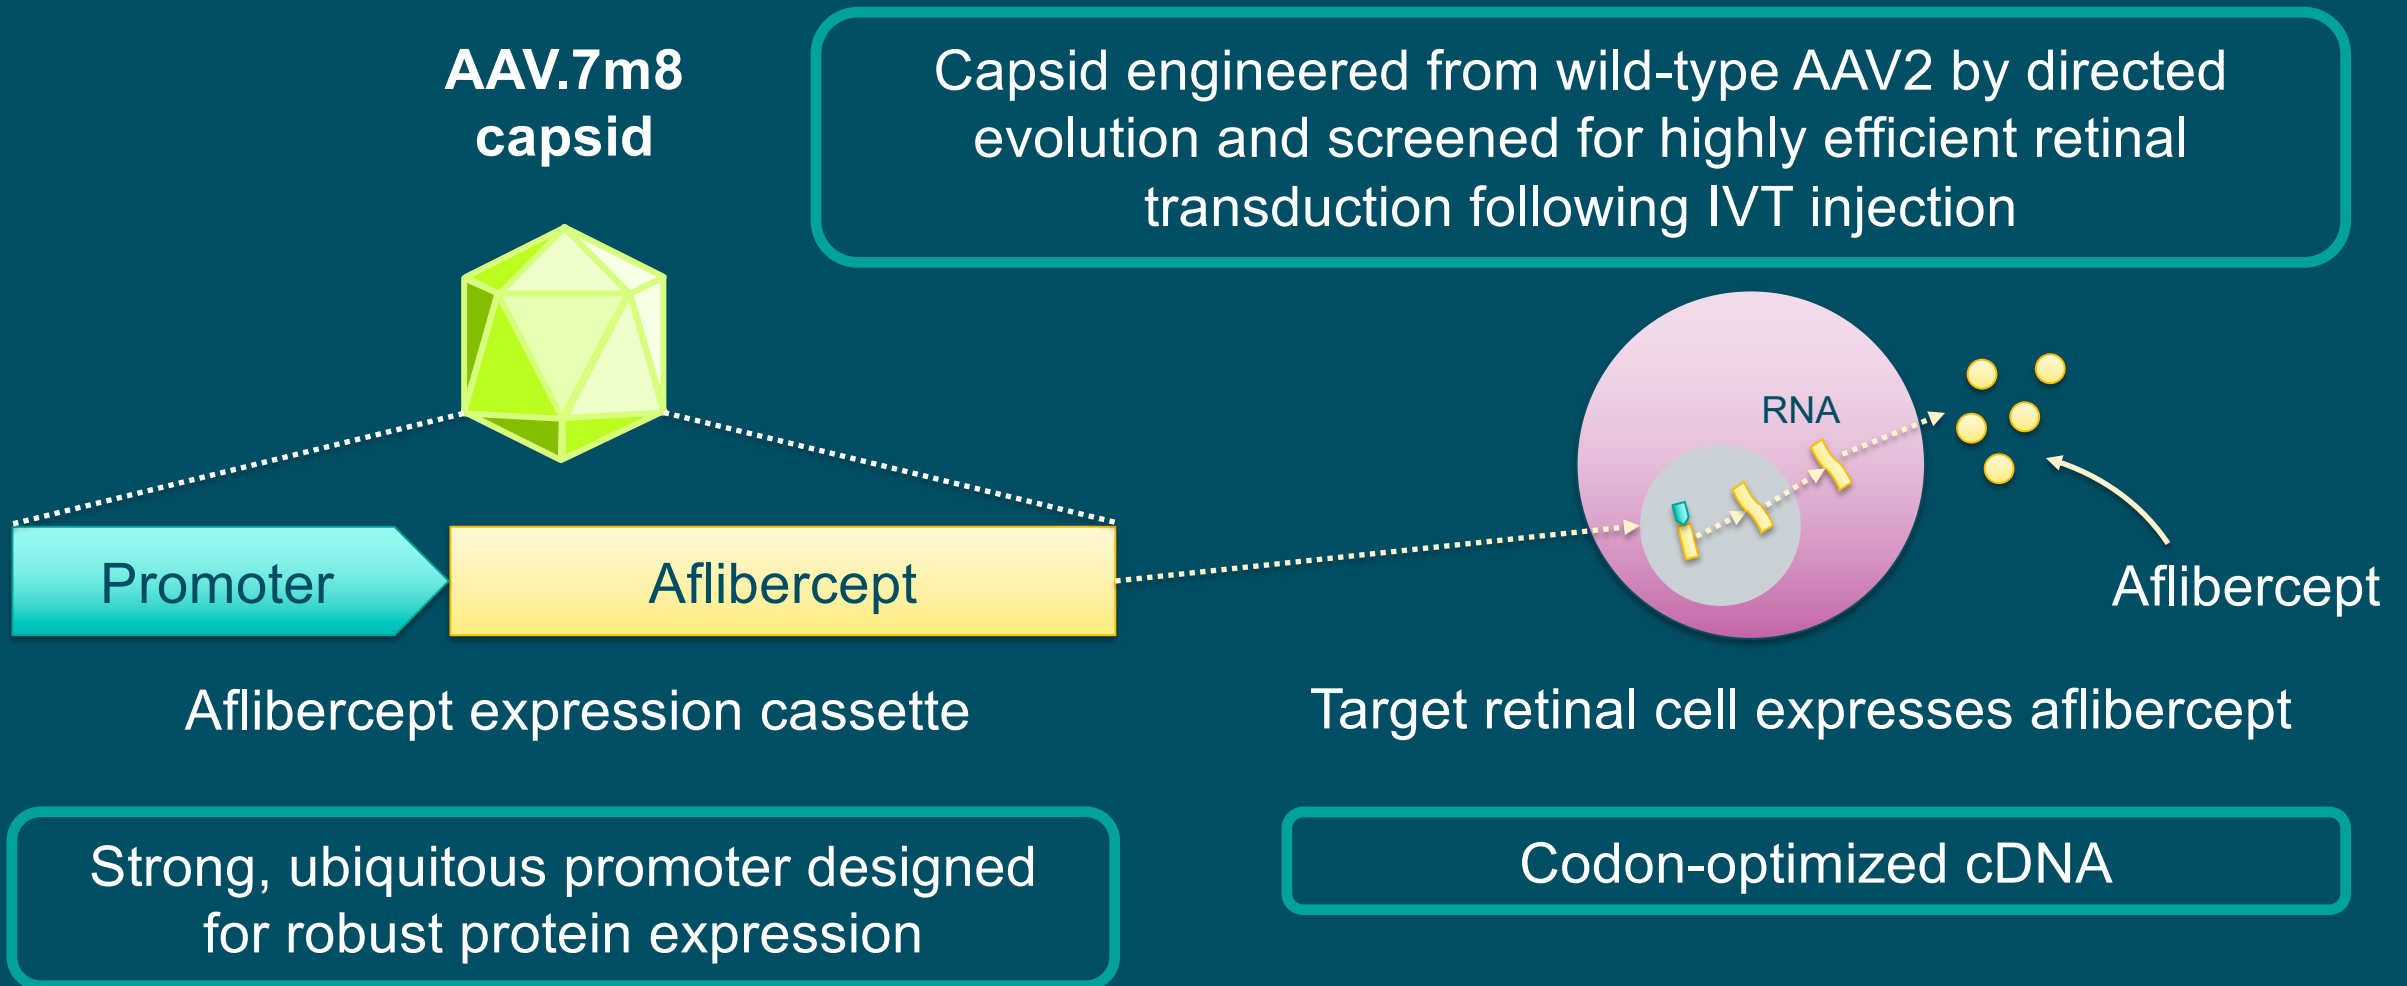 AAV.7m8
capsid
Capsid engineered from wild-type AAV2 by directed
evolution and screened for highly efficient retinal
transduction following IVT injection
RNA
Promoter
Aflibercept
Aflibercept
Aflibercept expression cassette
Target retinal cell expresses aflibercept
Strong, ubiquitous promoter designed
for robust protein expression
Codon-optimized cDNA